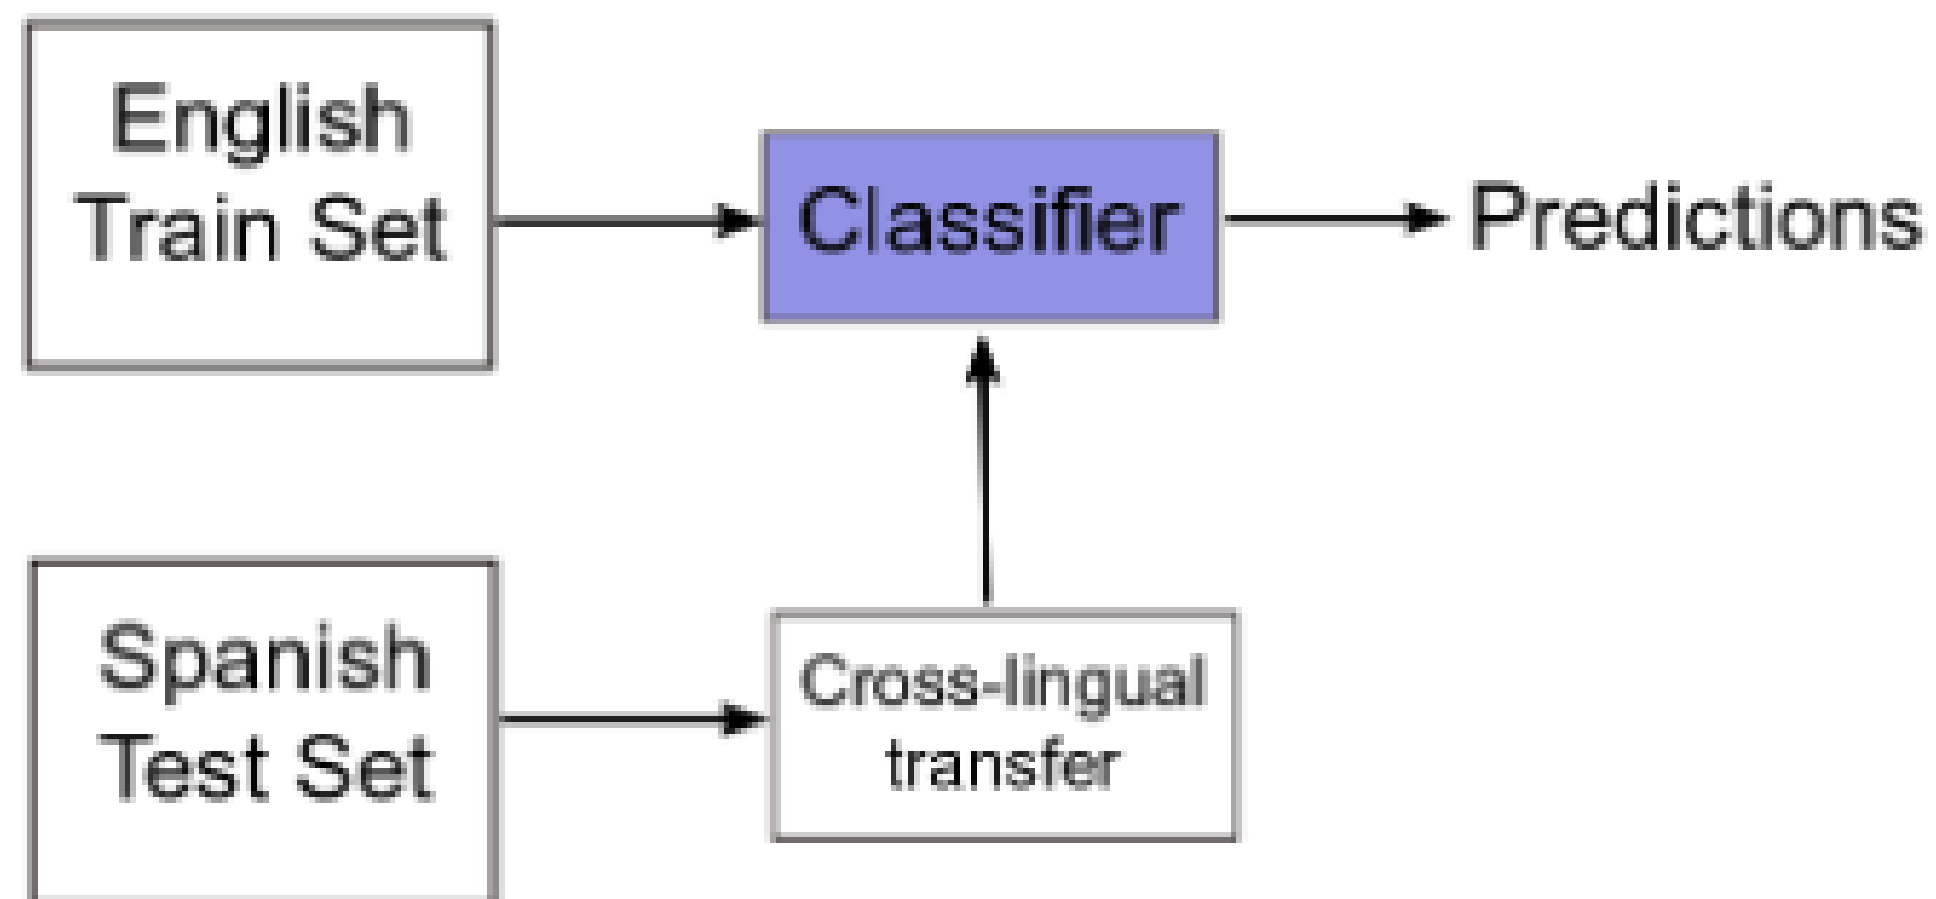 English
Train Set
Classifier
Predictions
Spanish
Test Set
Cross-lingual
transfer